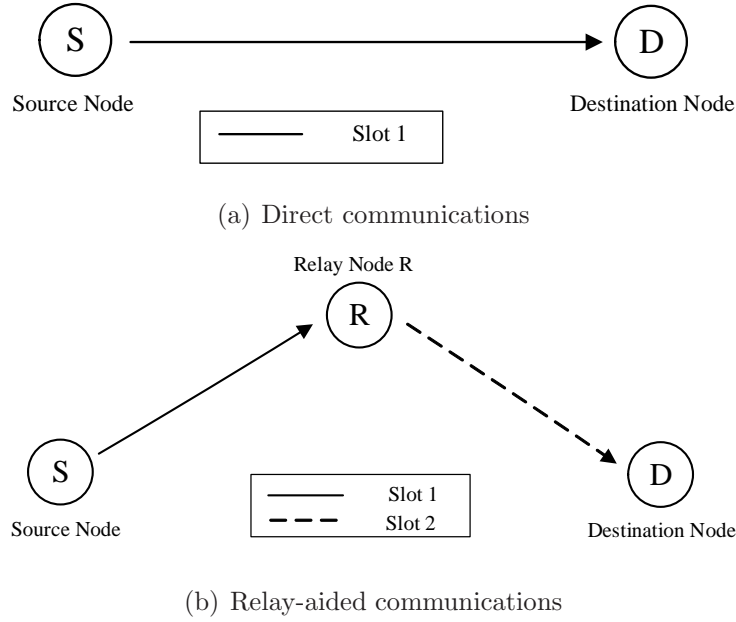 S
D
Source Node
Destination Node
Slot 1
(a) Direct communications
Relay Node R
R
S
D
Source Node
Destination Node
Slot 1
Slot 2
(b) Relay-aided communications